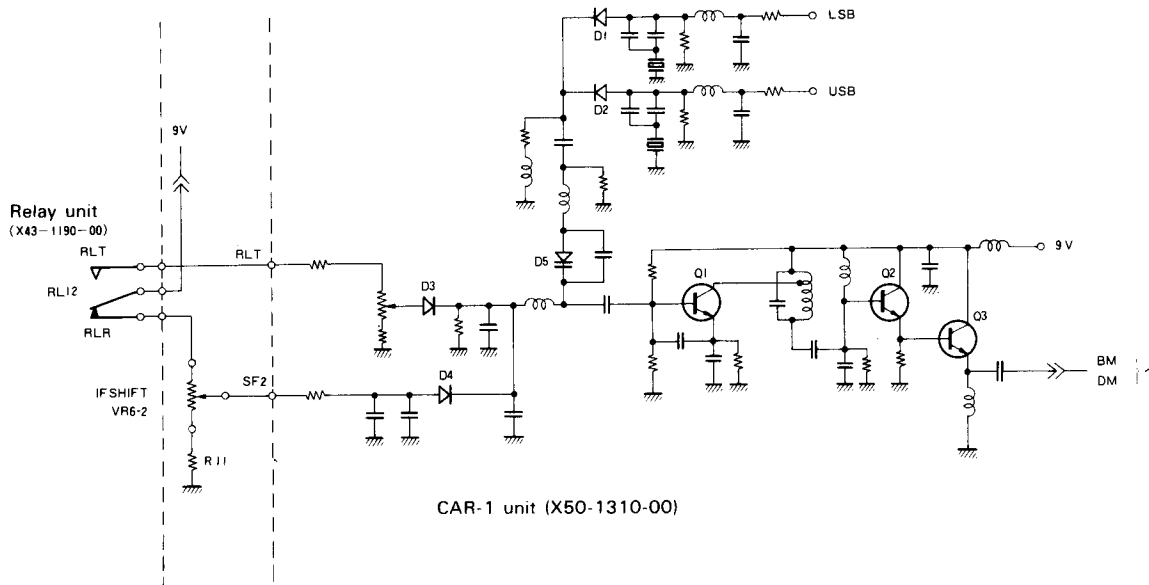 LSB
D1
USB
D2
9V
Relay unit
(X43-1190-00)
RLT
RLT
RL12
RLR
D3
D5
Q1
Q2
9V
Q3
IFSHIFT
VR6-2
SF2
D4
R11
BM
DM
CAR-1 unit (X50-1310-00)